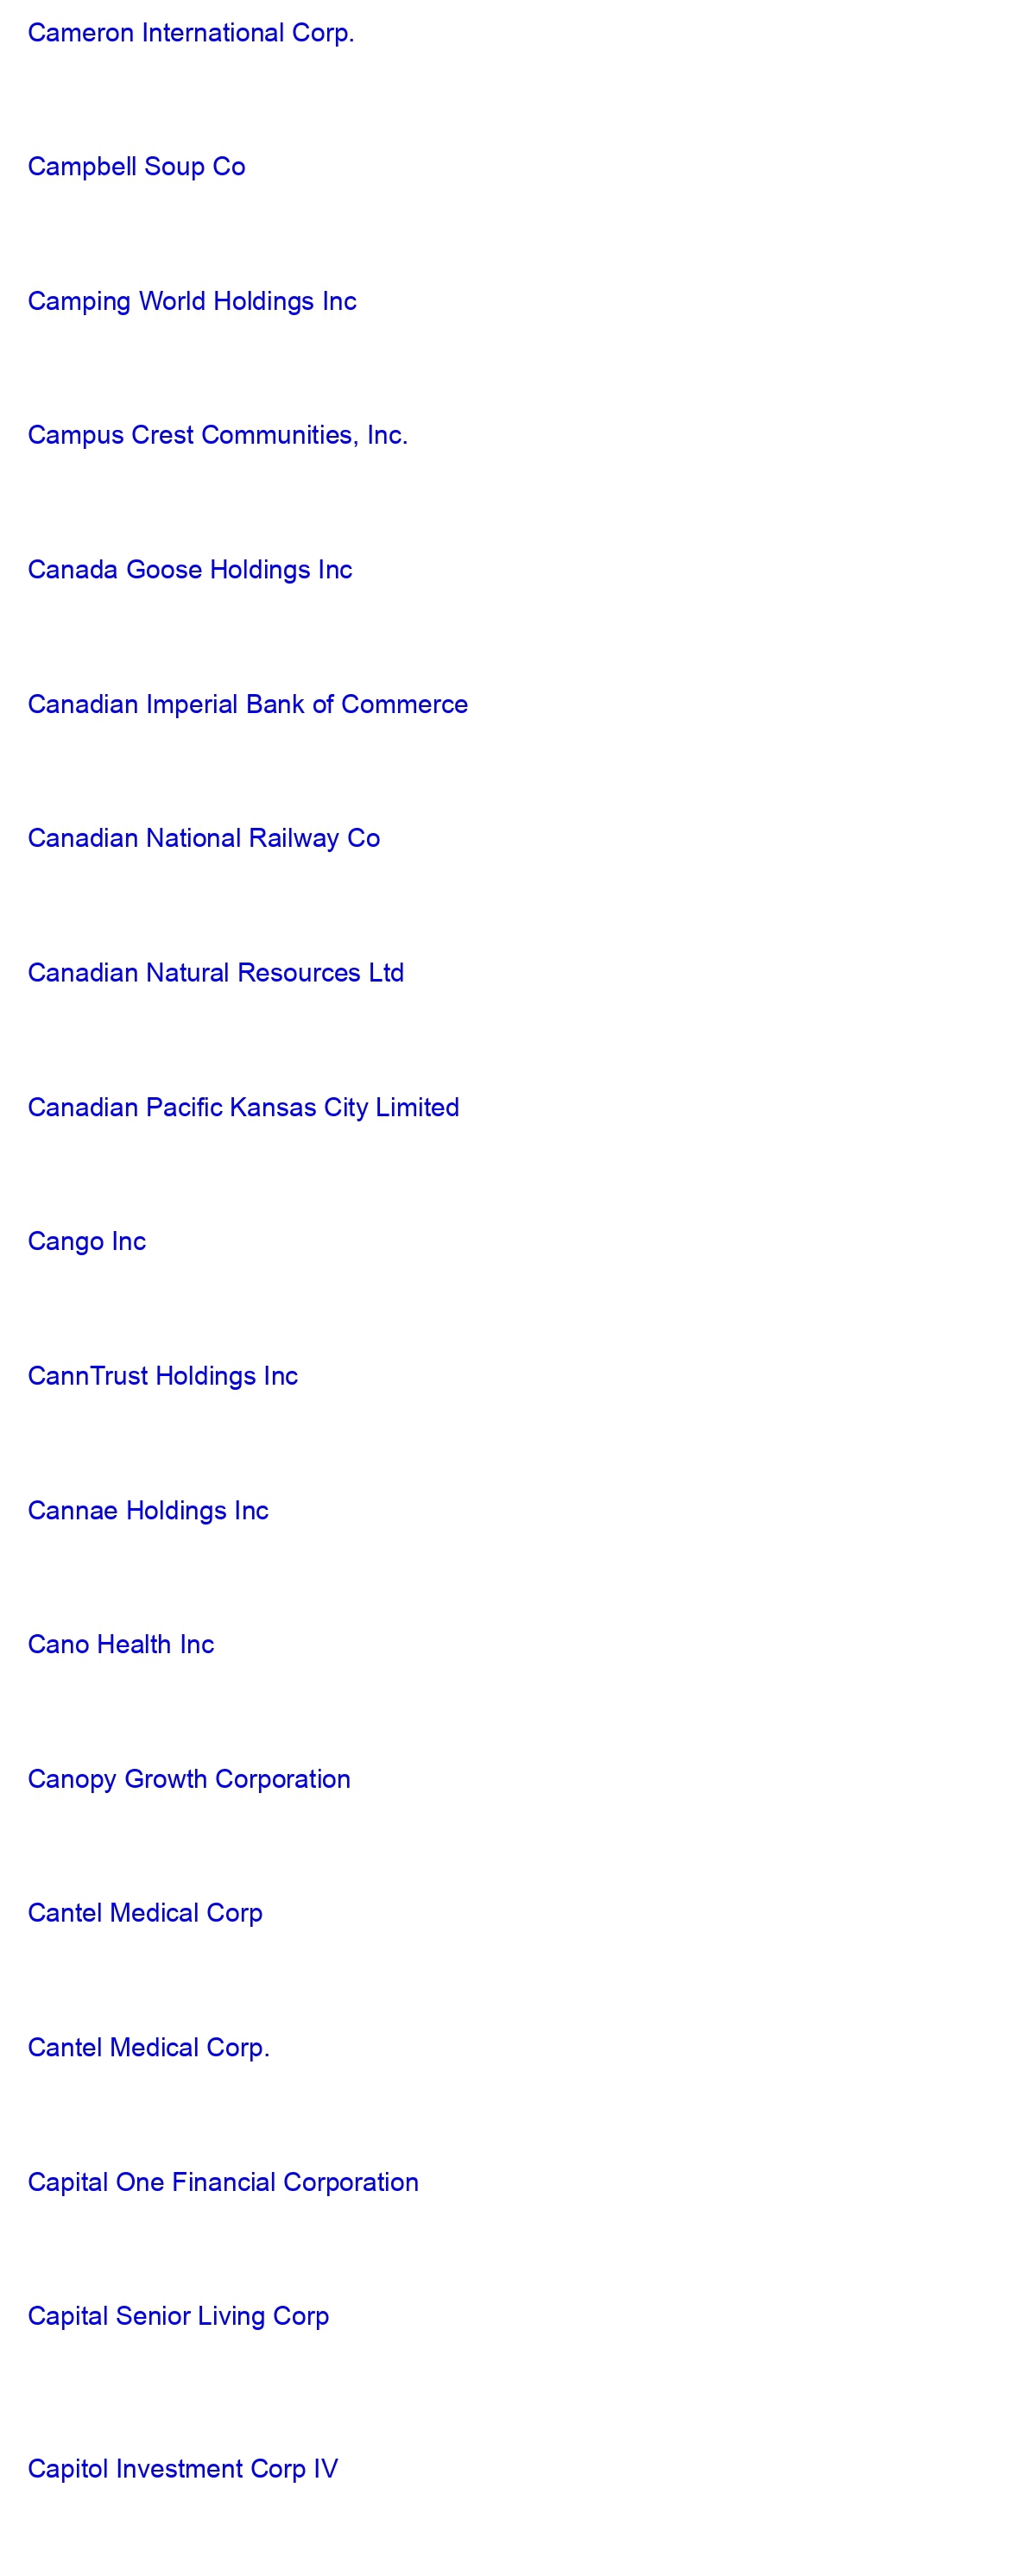 Cameron International Corp.
Campbell Soup Co
Camping World Holdings Inc
Campus Crest Communities, Inc.
Canada Goose Holdings Inc
Canadian Imperial Bank of Commerce
Canadian National Railway Co
Canadian Natural Resources Ltd
Canadian Pacific Kansas City Limited
Cango Inc
CannTrust Holdings Inc
Cannae Holdings Inc
Cano Health Inc
Canopy Growth Corporation
Cantel Medical Corp
Cantel Medical Corp.
Capital One Financial Corporation
Capital Senior Living Corp
Capitol Investment Corp IV